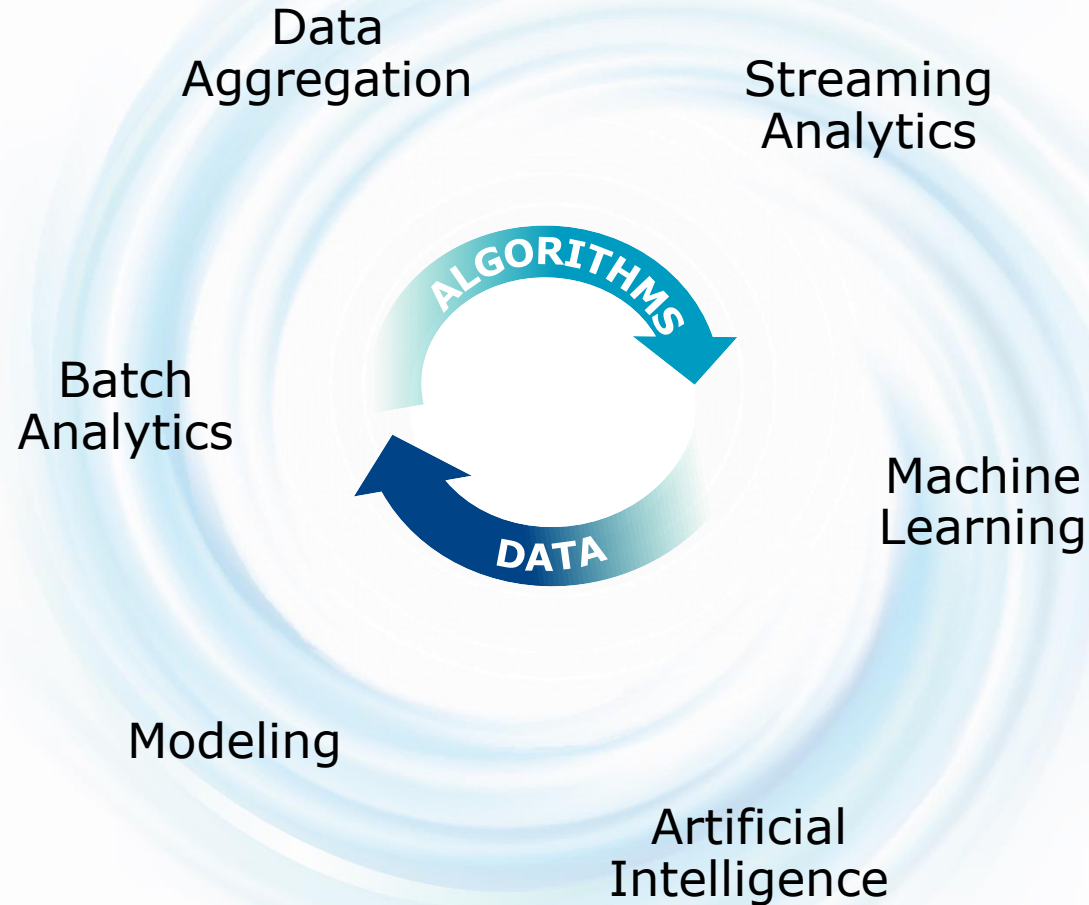 Data
Aggregation
Streaming
Analytics
ALGORITHMS
Batch
Analytics
Machine
Learning
DATA
Modeling
Artificial
Intelligence